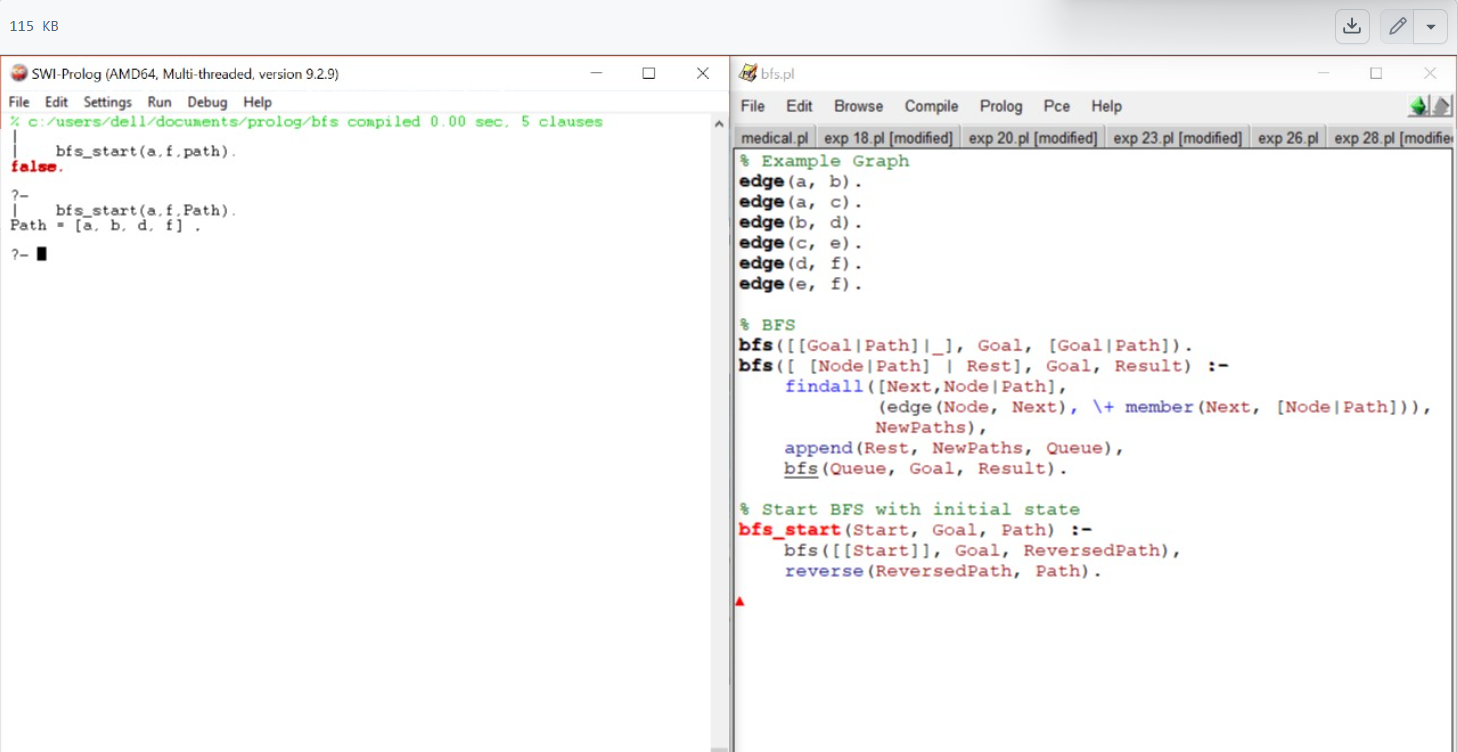 115 KB
SWI-Prolog (AMD64, Multi-threaded, version 9.2.9)
File Edit Settings Run Debug Help
% c:/users/dell/documents/prolog/bfs compiled 0.00 sec, 5 clauses
|
|    bfs_start(a,f,path).
false.
?-
|    bfs_start(a,f,Path).
Path = [a, b, d, f] .
?-
bfs.pl
File Edit Browse Compile Prolog Pce Help
medical.pl exp 18.pl [modified] exp 20.pl [modified] exp 23.pl [modified] exp 26.pl exp 28.pl [modifie
% Example Graph
edge(a, b).
edge(a, c).
edge(b, d).
edge(c, e).
edge(d, f).
edge(e, f).
% BFS
bfs([[Goal|Path]|_], Goal, [Goal|Path]).
bfs([ [Node|Path] | Rest], Goal, Result) :-
    findall([Next,Node|Path],
            (edge(Node, Next), \+ member(Next, [Node|Path])),
            NewPaths),
    append(Rest, NewPaths, Queue),
    bfs(Queue, Goal, Result).
% Start BFS with initial state
bfs_start(Start, Goal, Path) :-
    bfs([[Start]], Goal, ReversedPath),
    reverse(ReversedPath, Path).